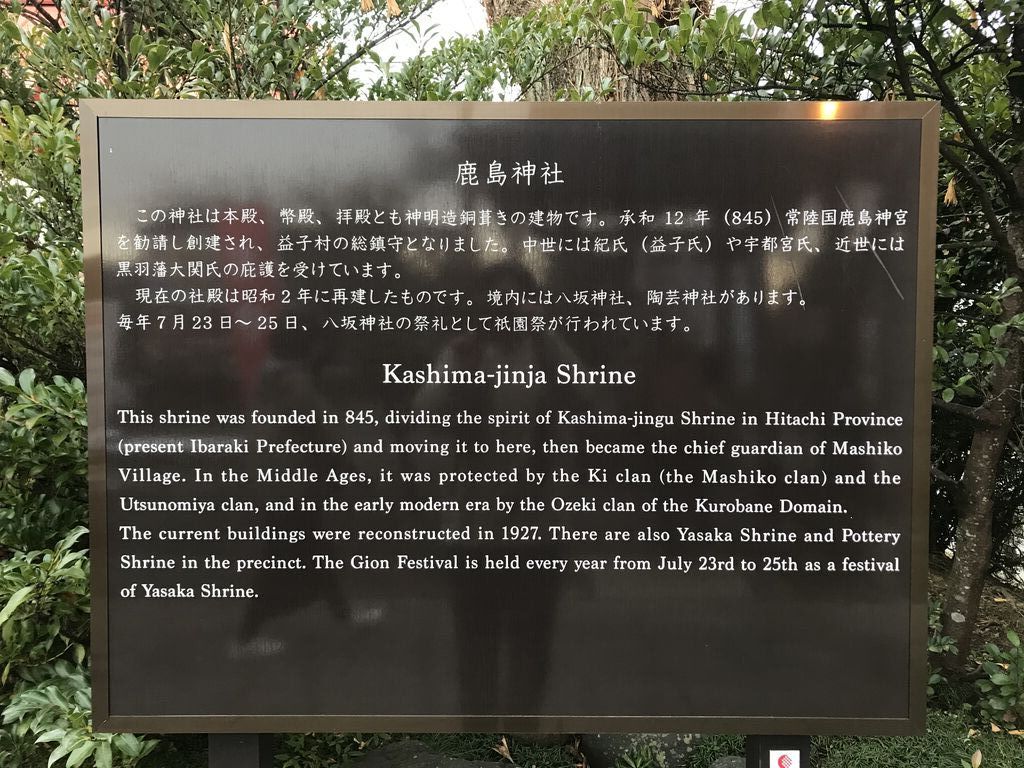 鹿島神社
この神社は本殿、幣殿、拝殿とも神明造銅葺きの建物です。承和 12 年（845）常陸国鹿島神宮
を勧請し創建され、益子村の総鎮守となりました。中世には紀氏（益子氏）や宇都宮氏、近世には
黒羽藩大関氏の庇護を受けています。
現在の社殿は昭和 2 年に再建したものです。境内には八坂神社、陶芸神社があります。
毎年 7 月 23 日～ 25 日、八坂神社の祭礼として祇園祭が行われています。
Kashima-jinja Shrine
This shrine was founded in 845, dividing the spirit of Kashima-jingu Shrine in Hitachi Province
(present Ibaraki Prefecture) and moving it to here, then became the chief guardian of Mashiko
Village. In the Middle Ages, it was protected by the Ki clan (the Mashiko clan) and the
Utsunomiya clan, and in the early modern era by the Ozeki clan of the Kurobane Domain.
The current buildings were reconstructed in 1927. There are also Yasaka Shrine and Pottery
Shrine in the precinct. The Gion Festival is held every year from July 23rd to 25th as a festival
of Yasaka Shrine.